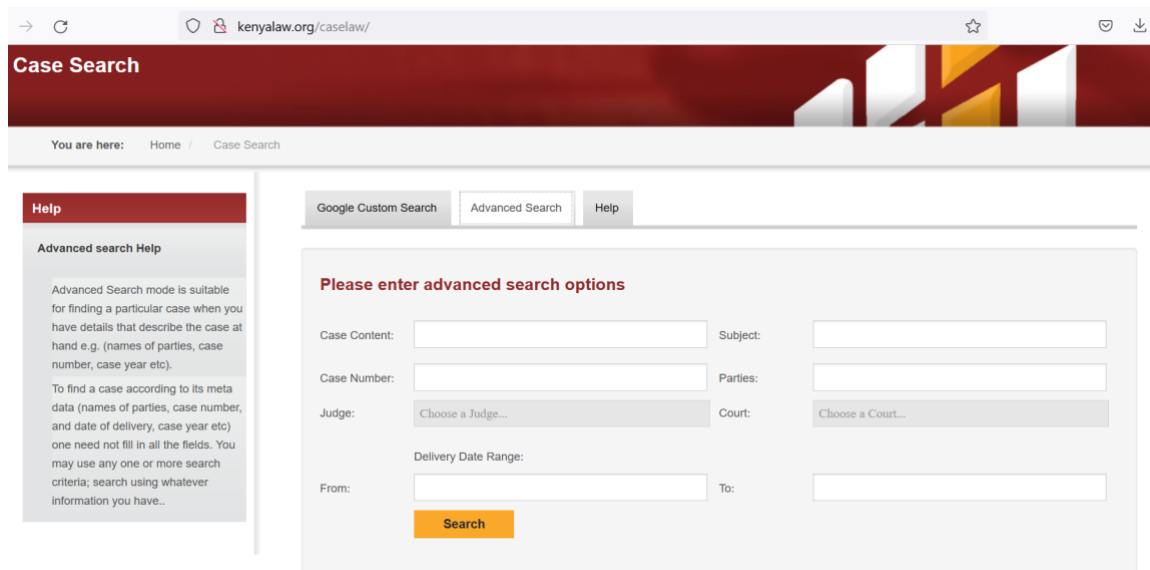 kenyalaw.org/caselaw/
Case Search
You are here: Home / Case Search
Help
Advanced search Help
Advanced Search mode is suitable
for finding a particular case when you
have details that describe the case at
hand e.g. (names of parties, case
number, case year etc).
To find a case according to its meta
data (names of parties, case number,
and date of delivery, case year etc)
one need not fill in all the fields. You
may use any one or more search
criteria; search using whatever
information you have..
Google Custom Search Advanced Search Help
Please enter advanced search options
Case Content: Subject:
Case Number: Parties:
Judge: Choose a Judge... Court: Choose a Court...
Delivery Date Range:
From: To:
Search